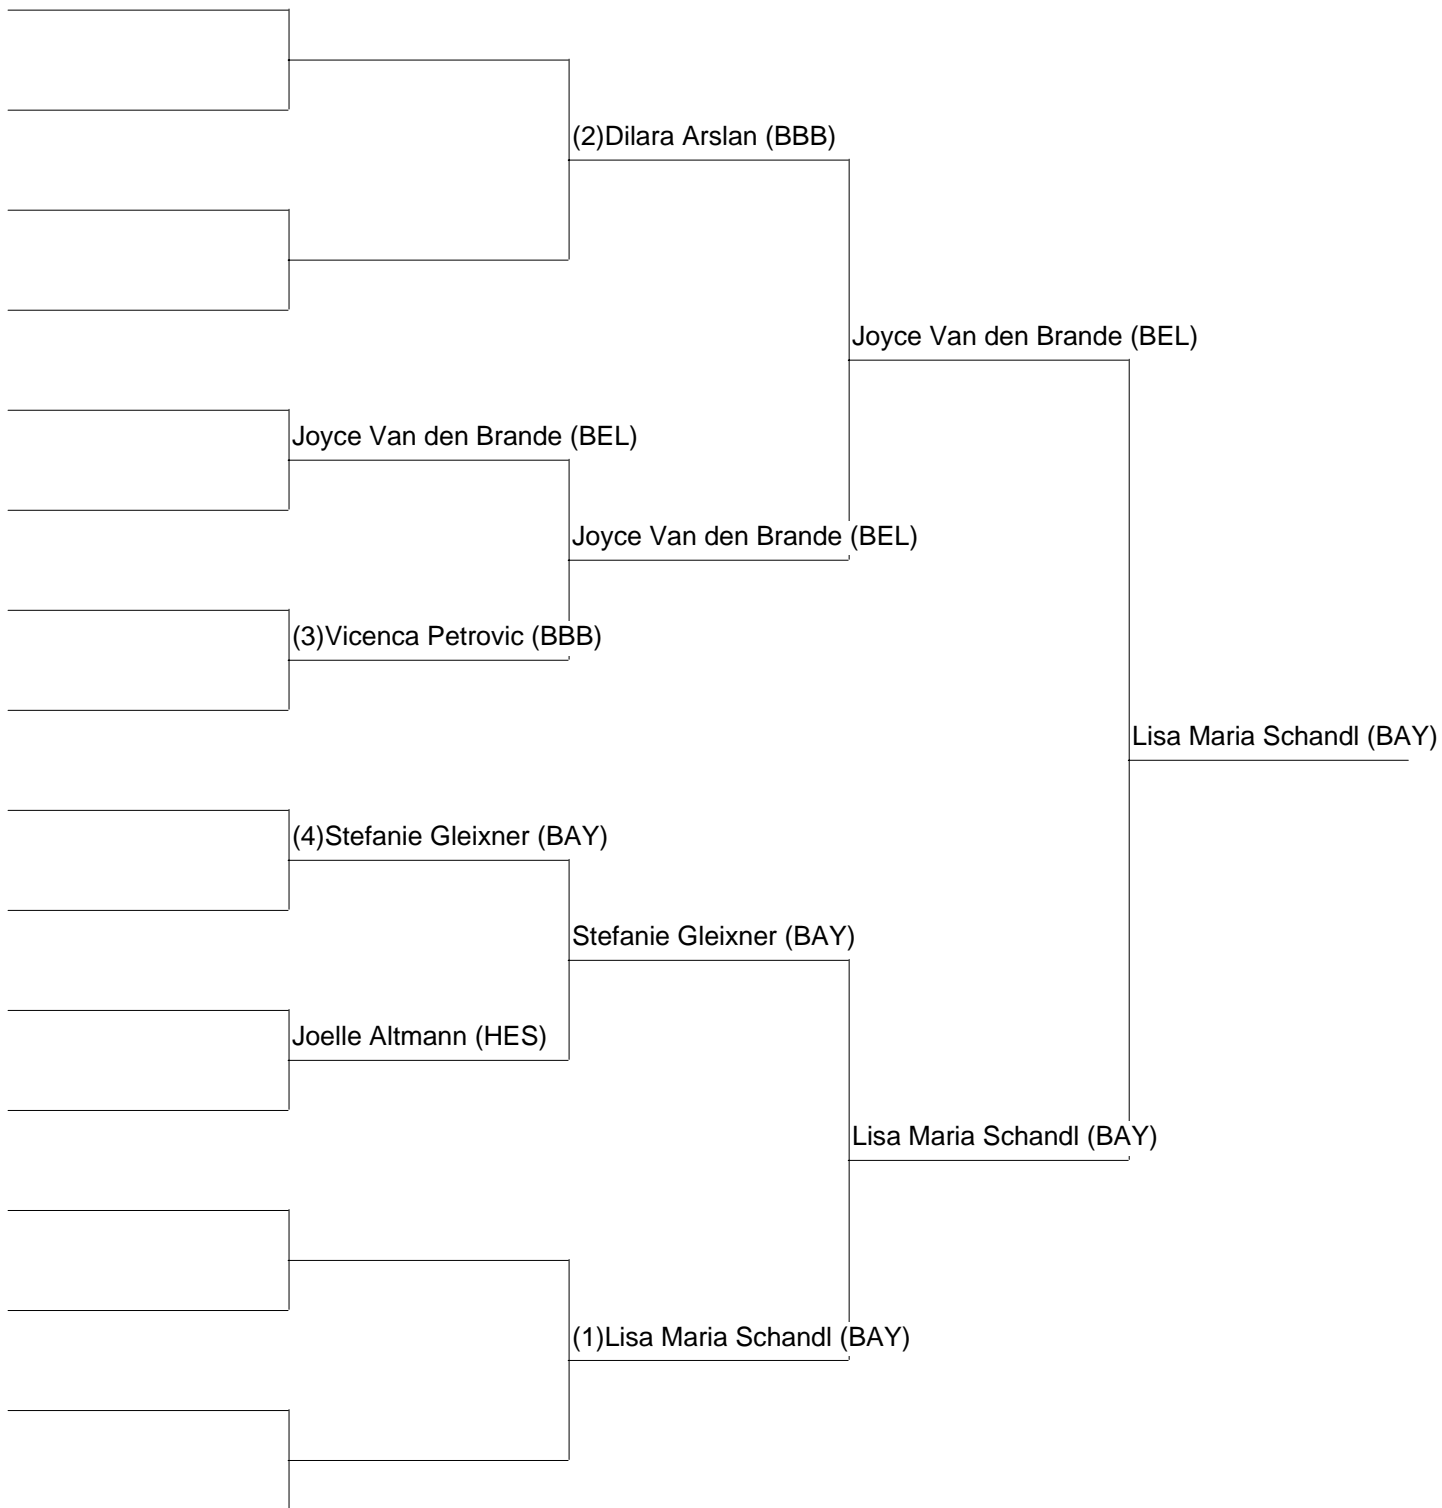 (2)Dilara Arslan (BBB)
Joyce Van den Brande (BEL)
Joyce Van den Brande (BEL)
Joyce Van den Brande (BEL)
(3)Vicenca Petrovic (BBB)
Lisa Maria Schandl (BAY)
(4)Stefanie Gleixner (BAY)
Stefanie Gleixner (BAY)
Joelle Altmann (HES)
Lisa Maria Schandl (BAY)
(1)Lisa Maria Schandl (BAY)